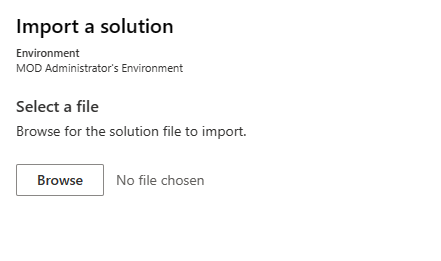 Import a solution
Environment
MOD Administrator's Environment
Select a file
Browse for the solution file to import.
Browse No file chosen